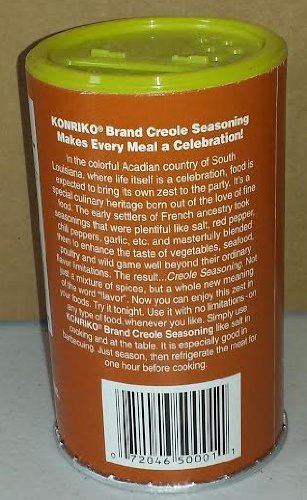 KONRIKO® Brand Creole Seasoning
Makes Every Meal a Celebration!
In the colorful Acadian country of South
Louisiana, where life itself is a celebration, food is
expected to bring its own zest to the party. It's a
special culinary heritage born out of the love of fine
food. The early settlers of French ancestry took
seasonings that were plentiful like salt, red pepper,
chili peppers, garlic, etc. and masterfully blended
them to enhance the taste of vegetables, seafood,
poultry and wild game well beyond their ordinary
flavor limitations. The result...Creole Seasoning. Not
just a mixture of spices, but a whole new meaning
of the word "flavor". Now you can enjoy this zest in
your foods. Try it tonight. Use it with no limitations - on
any type of food, whenever you like. Simply use
KONRIKO® Brand Creole Seasoning like salt in
cooking and at the table. It is especially good in
barbecuing. Just season, then refrigerate the meat for
one hour before cooking.
0 72046 50001 1